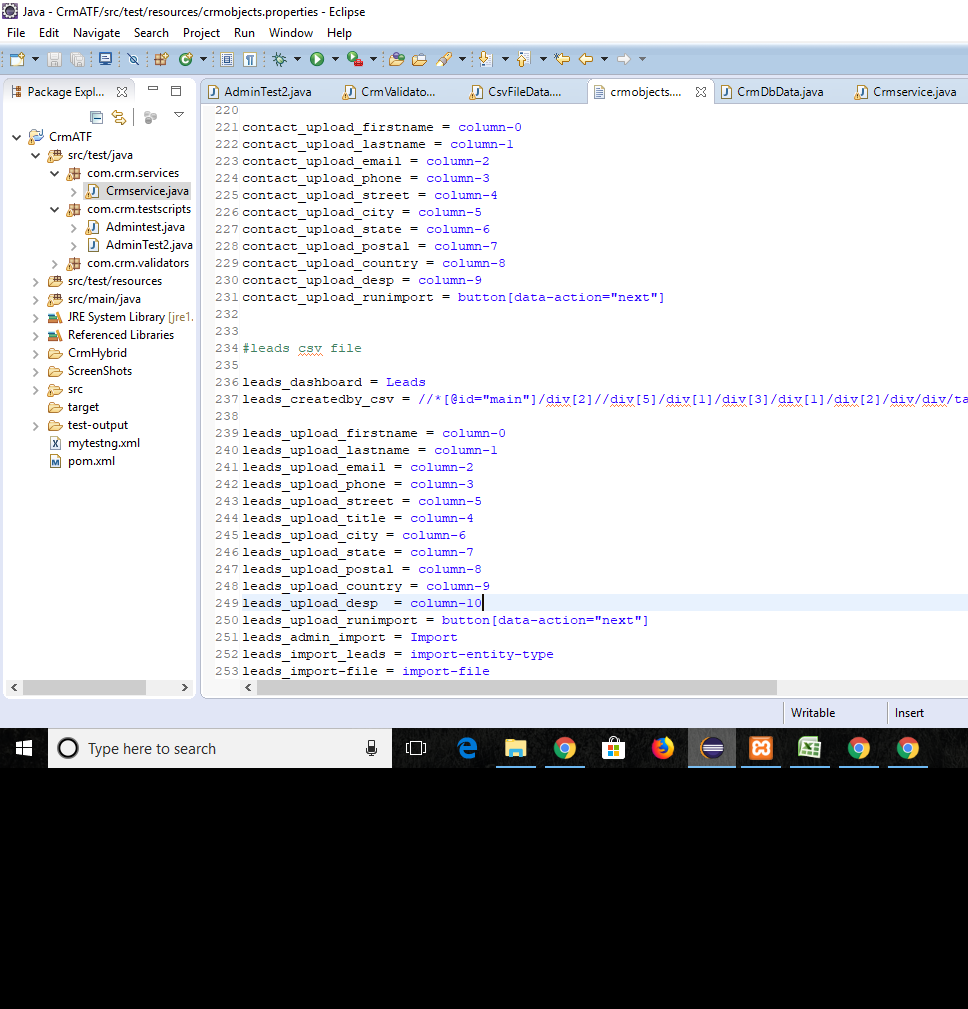 Java - CrmATF/src/test/resources/crmobjects.properties - Eclipse
File Edit Navigate Search Project Run Window Help
Package Expl...
AdminTest2.java CrmValidato... CsvFileData.... crmobjects.... CrmDbData.java Crmservice.java
CrmATF
src/test/java
com.crm.services
Crmservice.java
com.crm.testscripts
Admintest.java
AdminTest2.java
com.crm.validators
src/test/resources
src/main/java
JRE System Library [jre1.
Referenced Libraries
CrmHybrid
ScreenShots
src
target
test-output
mytestng.xml
pom.xml
220
221 contact_upload_firstname = column-0
222 contact_upload_lastname = column-1
223 contact_upload_email = column-2
224 contact_upload_phone = column-3
225 contact_upload_street = column-4
226 contact_upload_city = column-5
227 contact_upload_state = column-6
228 contact_upload_postal = column-7
229 contact_upload_country = column-8
230 contact_upload_desp = column-9
231 contact_upload_runimport = button[data-action="next"]
232
233
234 #leads csv file
235
236 leads_dashboard = Leads
237 leads_createdby_csv = //*[@id="main"]/div[2]//div[5]/div[1]/div[3]/div[1]/div[2]/div/div/ta
238
239 leads_upload_firstname = column-0
240 leads_upload_lastname = column-1
241 leads_upload_email = column-2
242 leads_upload_phone = column-3
243 leads_upload_street = column-5
244 leads_upload_title = column-4
245 leads_upload_city = column-6
246 leads_upload_state = column-7
247 leads_upload_postal = column-8
248 leads_upload_country = column-9
249 leads_upload_desp  = column-10
250 leads_upload_runimport = button[data-action="next"]
251 leads_admin_import = Import
252 leads_import_leads = import-entity-type
253 leads_import-file = import-file
Writable Insert
Type here to search